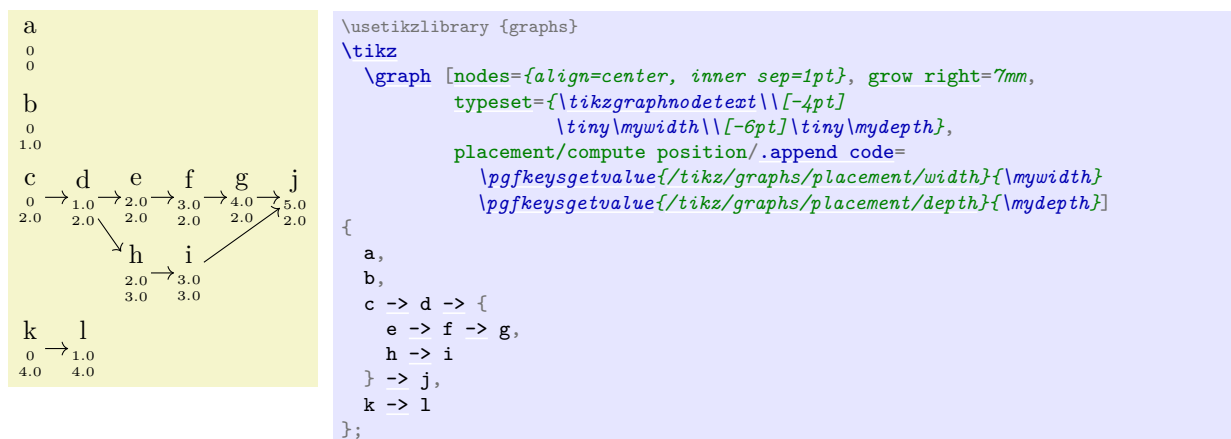 a
0
0
b
0
1.0
c d e f g j
0 1.0 2.0 3.0 4.0 5.0
2.0 2.0 2.0 2.0 2.0 2.0
h i
2.0 3.0
3.0 3.0
k l
0 1.0
4.0 4.0
\usetikzlibrary {graphs}
\tikz
\graph [nodes={align=center, inner sep=1pt}, grow right=7mm,
typeset={\tikzgraphnodetext\\[-4pt]
\tiny\mywidth\\[-6pt]\tiny\mydepth},
placement/compute position/.append code=
\pgfkeysgetvalue{/tikz/graphs/placement/width}{\mywidth}
\pgfkeysgetvalue{/tikz/graphs/placement/depth}{\mydepth}]
{
a,
b,
c -> d -> {
e -> f -> g,
h -> i
} -> j,
k -> l
};